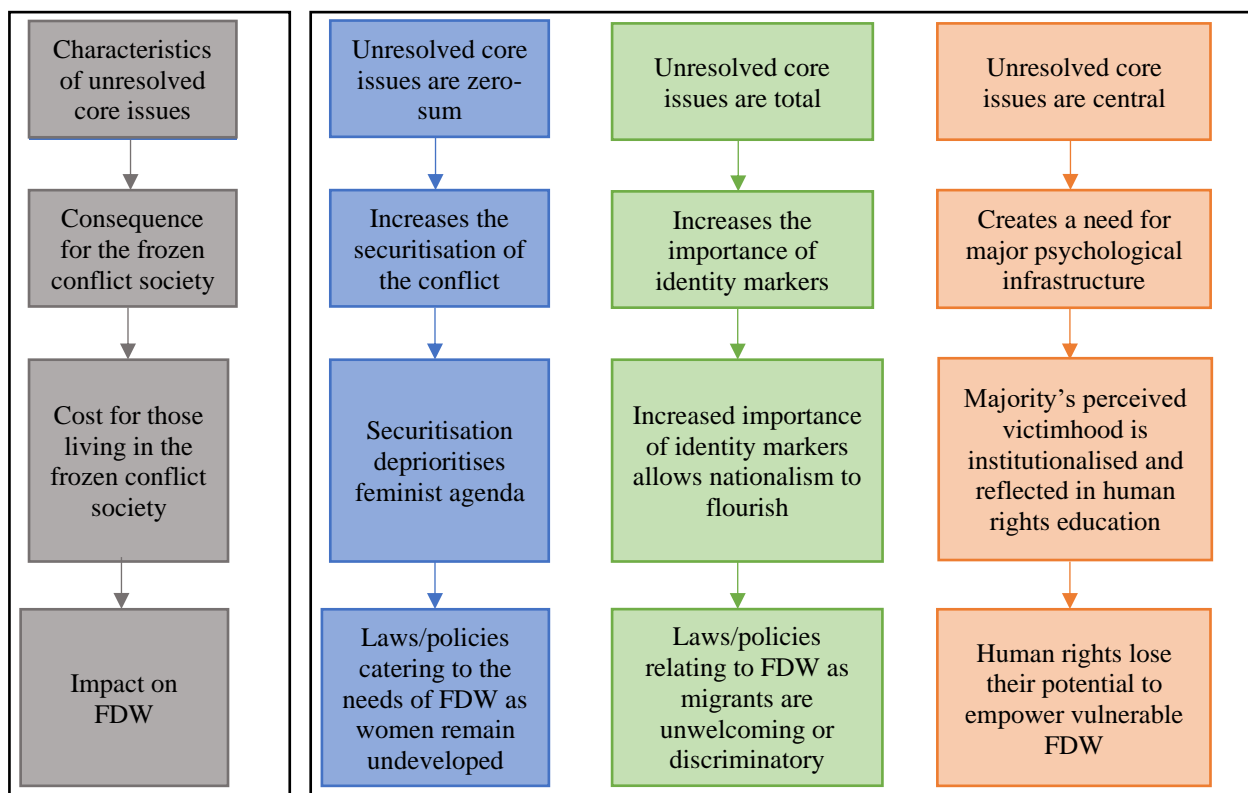 Characteristics
of unresolved
core issues
Consequence
for the frozen
conflict society
Cost for those
living in the
frozen conflict
society
Impact on
FDW
Unresolved core
issues are zero-
sum
Increases the
securitisation of
the conflict
Securitisation
deprioritises
feminist agenda
Laws/policies
catering to the
needs of FDW as
women remain
undeveloped
Unresolved core
issues are total
Increases the
importance of
identity markers
Increased importance
of identity markers
allows nationalism to
flourish
Laws/policies
relating to FDW as
migrants are
unwelcoming or
discriminatory
Unresolved core
issues are central
Creates a need for
major psychological
infrastructure
Majority’s perceived
victimhood is
institutionalised and
reflected in human
rights education
Human rights lose
their potential to
empower vulnerable
FDW